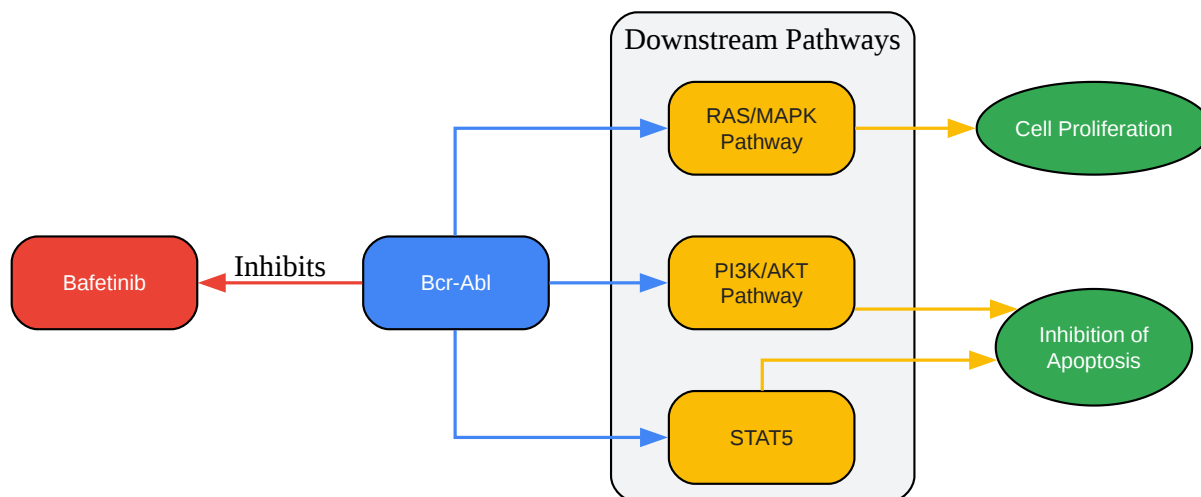 Downstream Pathways
RAS/MAPK
Pathway
Cell Proliferation
Bafetinib
Inhibits
Bcr-Abl
PI3K/AKT
Pathway
Inhibition of
Apoptosis
STAT5